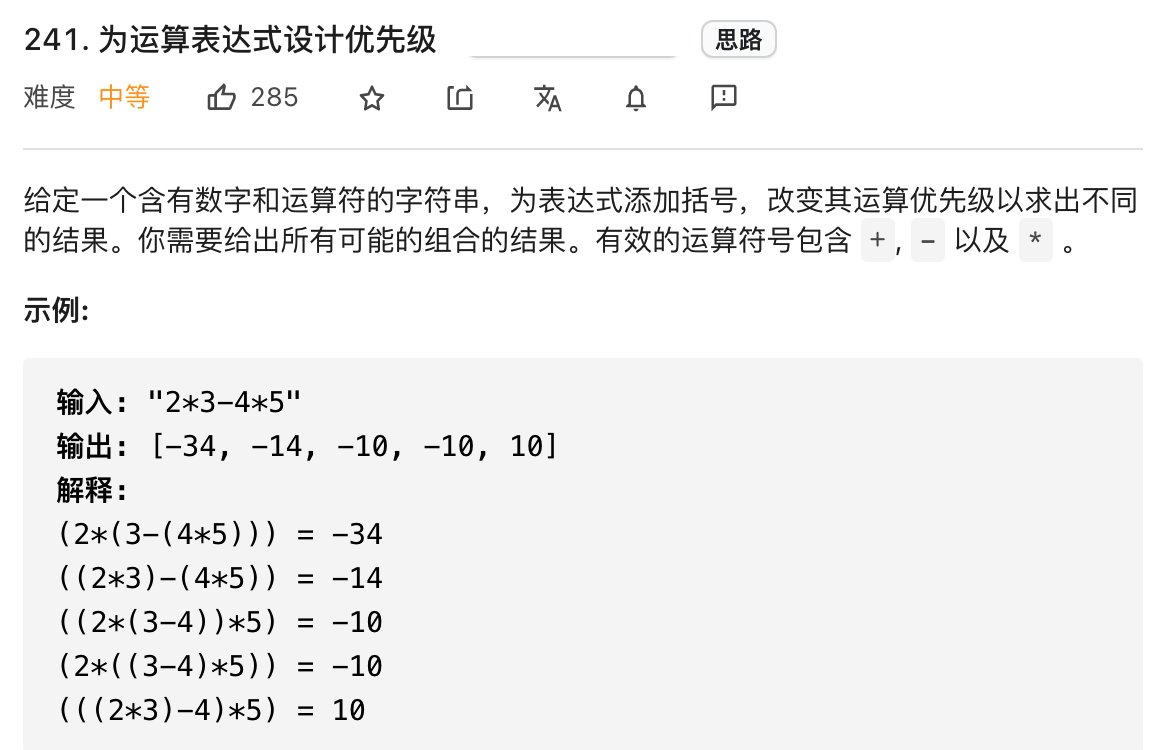 241. 为运算表达式设计优先级 思路
难度 中等 285
给定一个含有数字和运算符的字符串，为表达式添加括号，改变其运算优先级以求出不同
的结果。你需要给出所有可能的组合的结果。有效的运算符号包含 +, - 以及 * 。
示例:
输入: "2*3-4*5"
输出: [-34, -14, -10, -10, 10]
解释:
(2*(3-(4*5))) = -34
((2*3)-(4*5)) = -14
((2*(3-4))*5) = -10
(2*((3-4)*5)) = -10
(((2*3)-4)*5) = 10